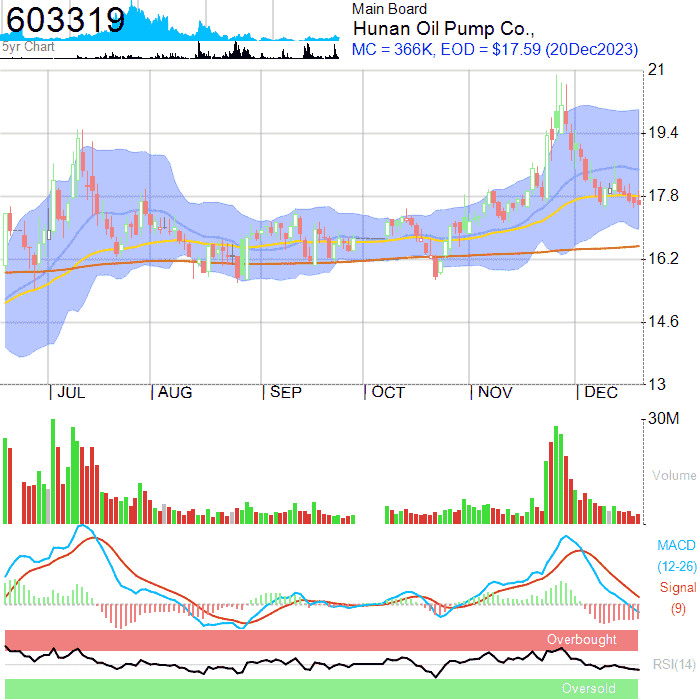 603319
5yr Chart
Main Board
Hunan Oil Pump Co.,
MC = 366K, EOD = $17.59 (20Dec2023)
21
19.4
17.8
16.2
14.6
13
JUL AUG SEP OCT NOV DEC
30M
Volume
MACD
(12-26)
Signal
(9)
Overbought
RSI(14)
Oversold